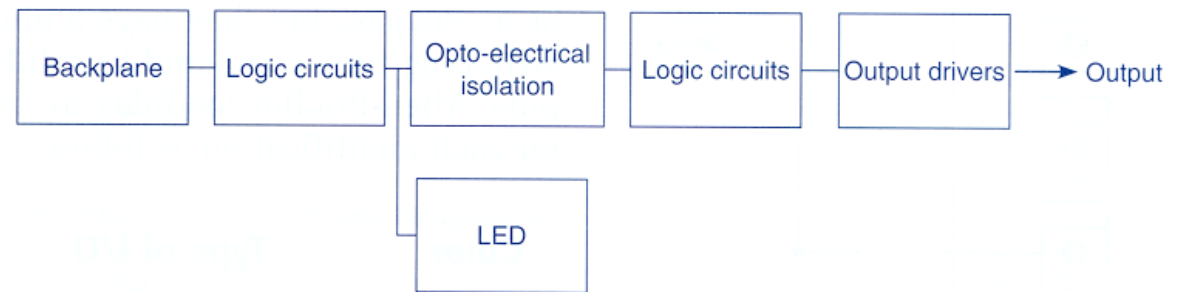 Backplane
Logic circuits
Opto-electrical
isolation
Logic circuits
Output drivers
Output
LED